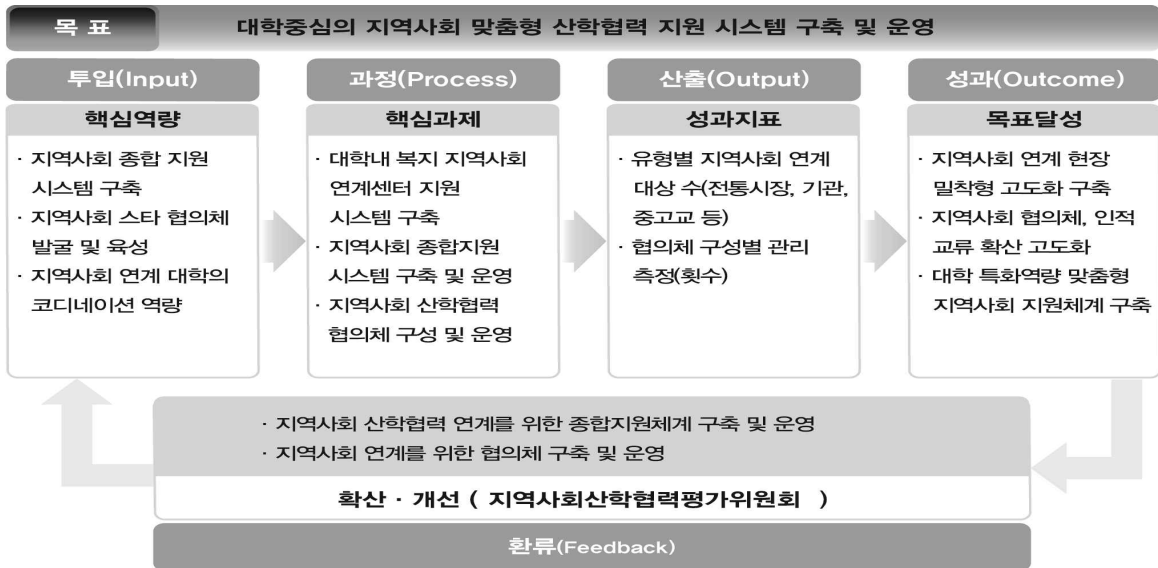 목 표
대학중심의 지역사회 맞춤형 산학협력 지원 시스템 구축 및 운영
투입(Input)
핵심역량
· 지역사회 종합 지원
시스템 구축
· 지역사회 스타 협의체
발굴 및 육성
· 지역사회 연계 대학의
코디네이션 역량
과정(Process)
핵심과제
· 대학내 복지 지역사회
연계센터 지원
시스템 구축
· 지역사회 종합지원
시스템 구축 및 운영
· 지역사회 산학협력
협의체 구성 및 운영
산출(Output)
성과지표
· 유형별 지역사회 연계
대상 수(전통시장, 기관,
중고교 등)
· 협의체 구성별 관리
측정(횟수)
성과(Outcome)
목표달성
· 지역사회 연계 현장
밀착형 고도화 구축
· 지역사회 협의체, 인적
교류 확산 고도화
· 대학 특화역량 맞춤형
지역사회 지원체계 구축
· 지역사회 산학협력 연계를 위한 종합지원체계 구축 및 운영
· 지역사회 연계를 위한 협의체 구축 및 운영
확산 · 개선 ( 지역사회산학협력평가위원회 )
환류(Feedback)